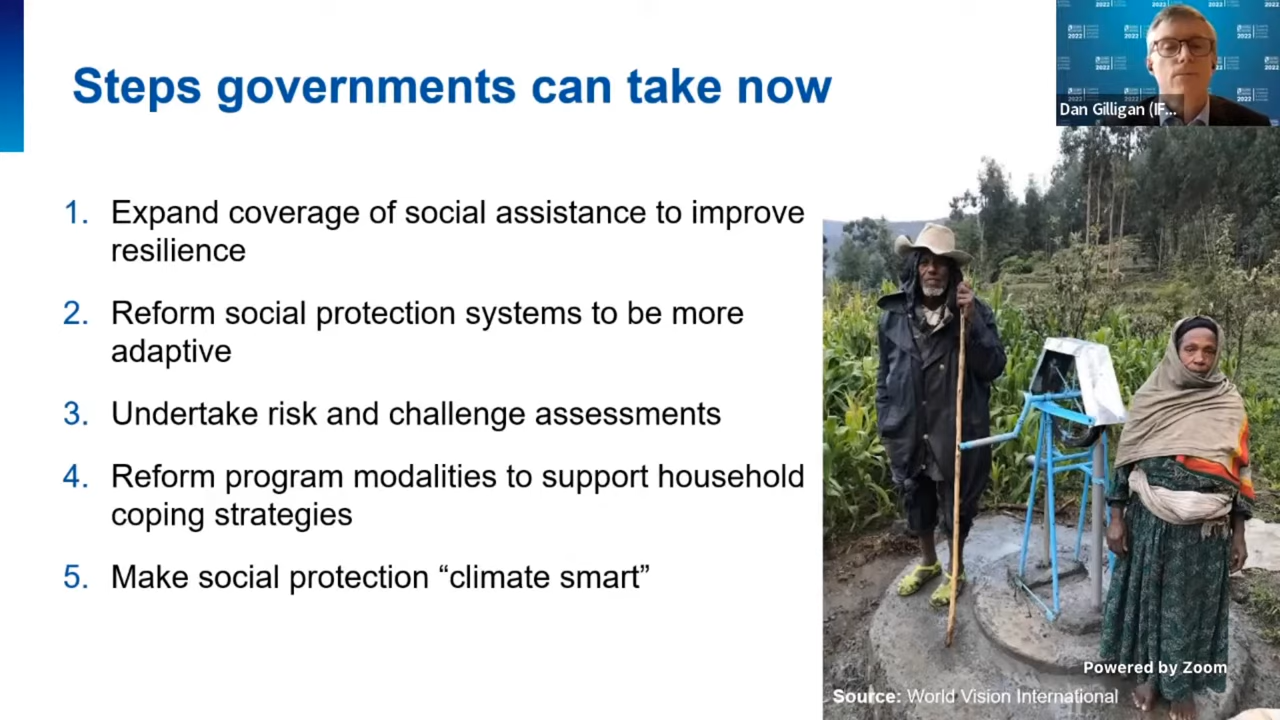 Steps governments can take now
1. Expand coverage of social assistance to improve
resilience
2. Reform social protection systems to be more
adaptive
3. Undertake risk and challenge assessments
4. Reform program modalities to support household
coping strategies
5. Make social protection “climate smart”
2022
Dan Gilligan (IF...
Powered by Zoom
Source: World Vision International